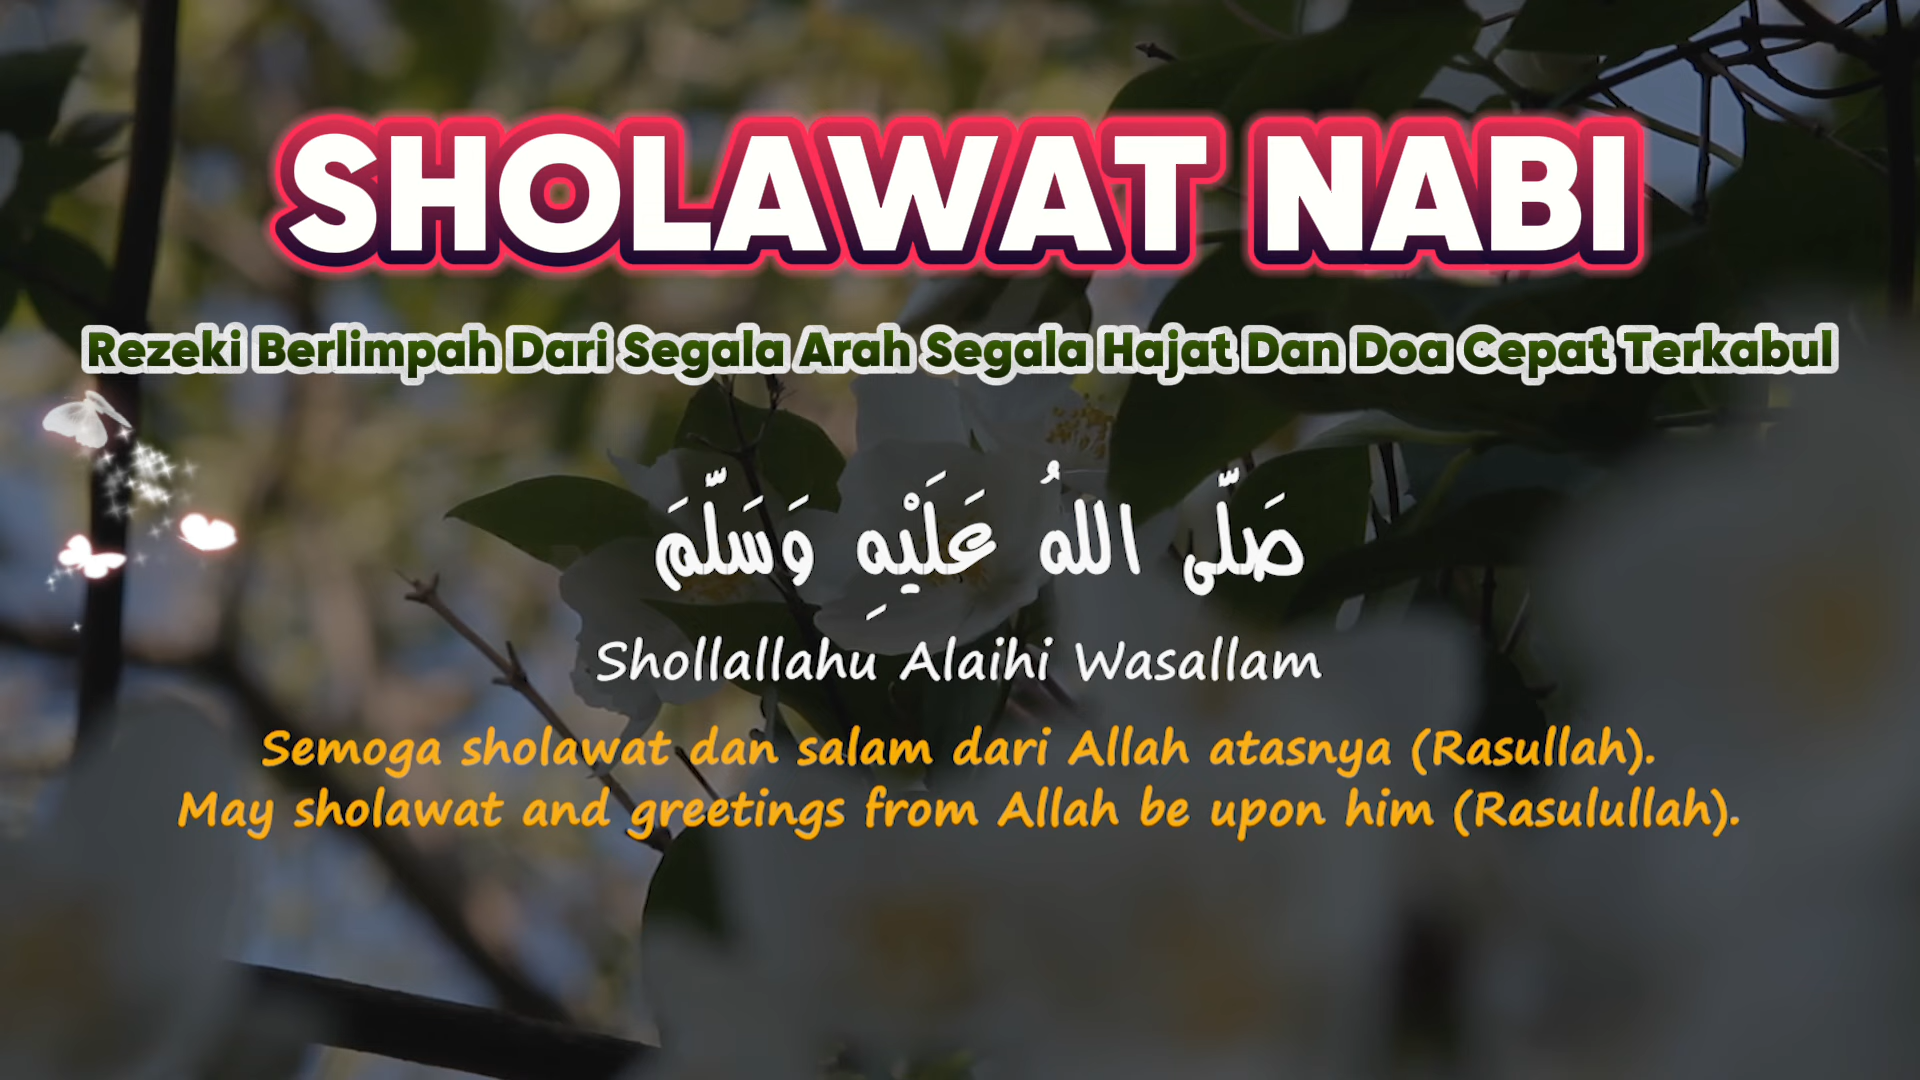 SHOLAWAT NABI
Rezeki Berlimpah Dari Segala Arah Segala Hajat Dan Doa Cepat Terkabul
صَلَّى اللهُ عَلَيْهِ وَسَلَّمَ
Shollallahu Alaihi Wasallam
Semoga sholawat dan salam dari Allah atasnya (Rasullah).
May sholawat and greetings from Allah be upon him (Rasulullah).